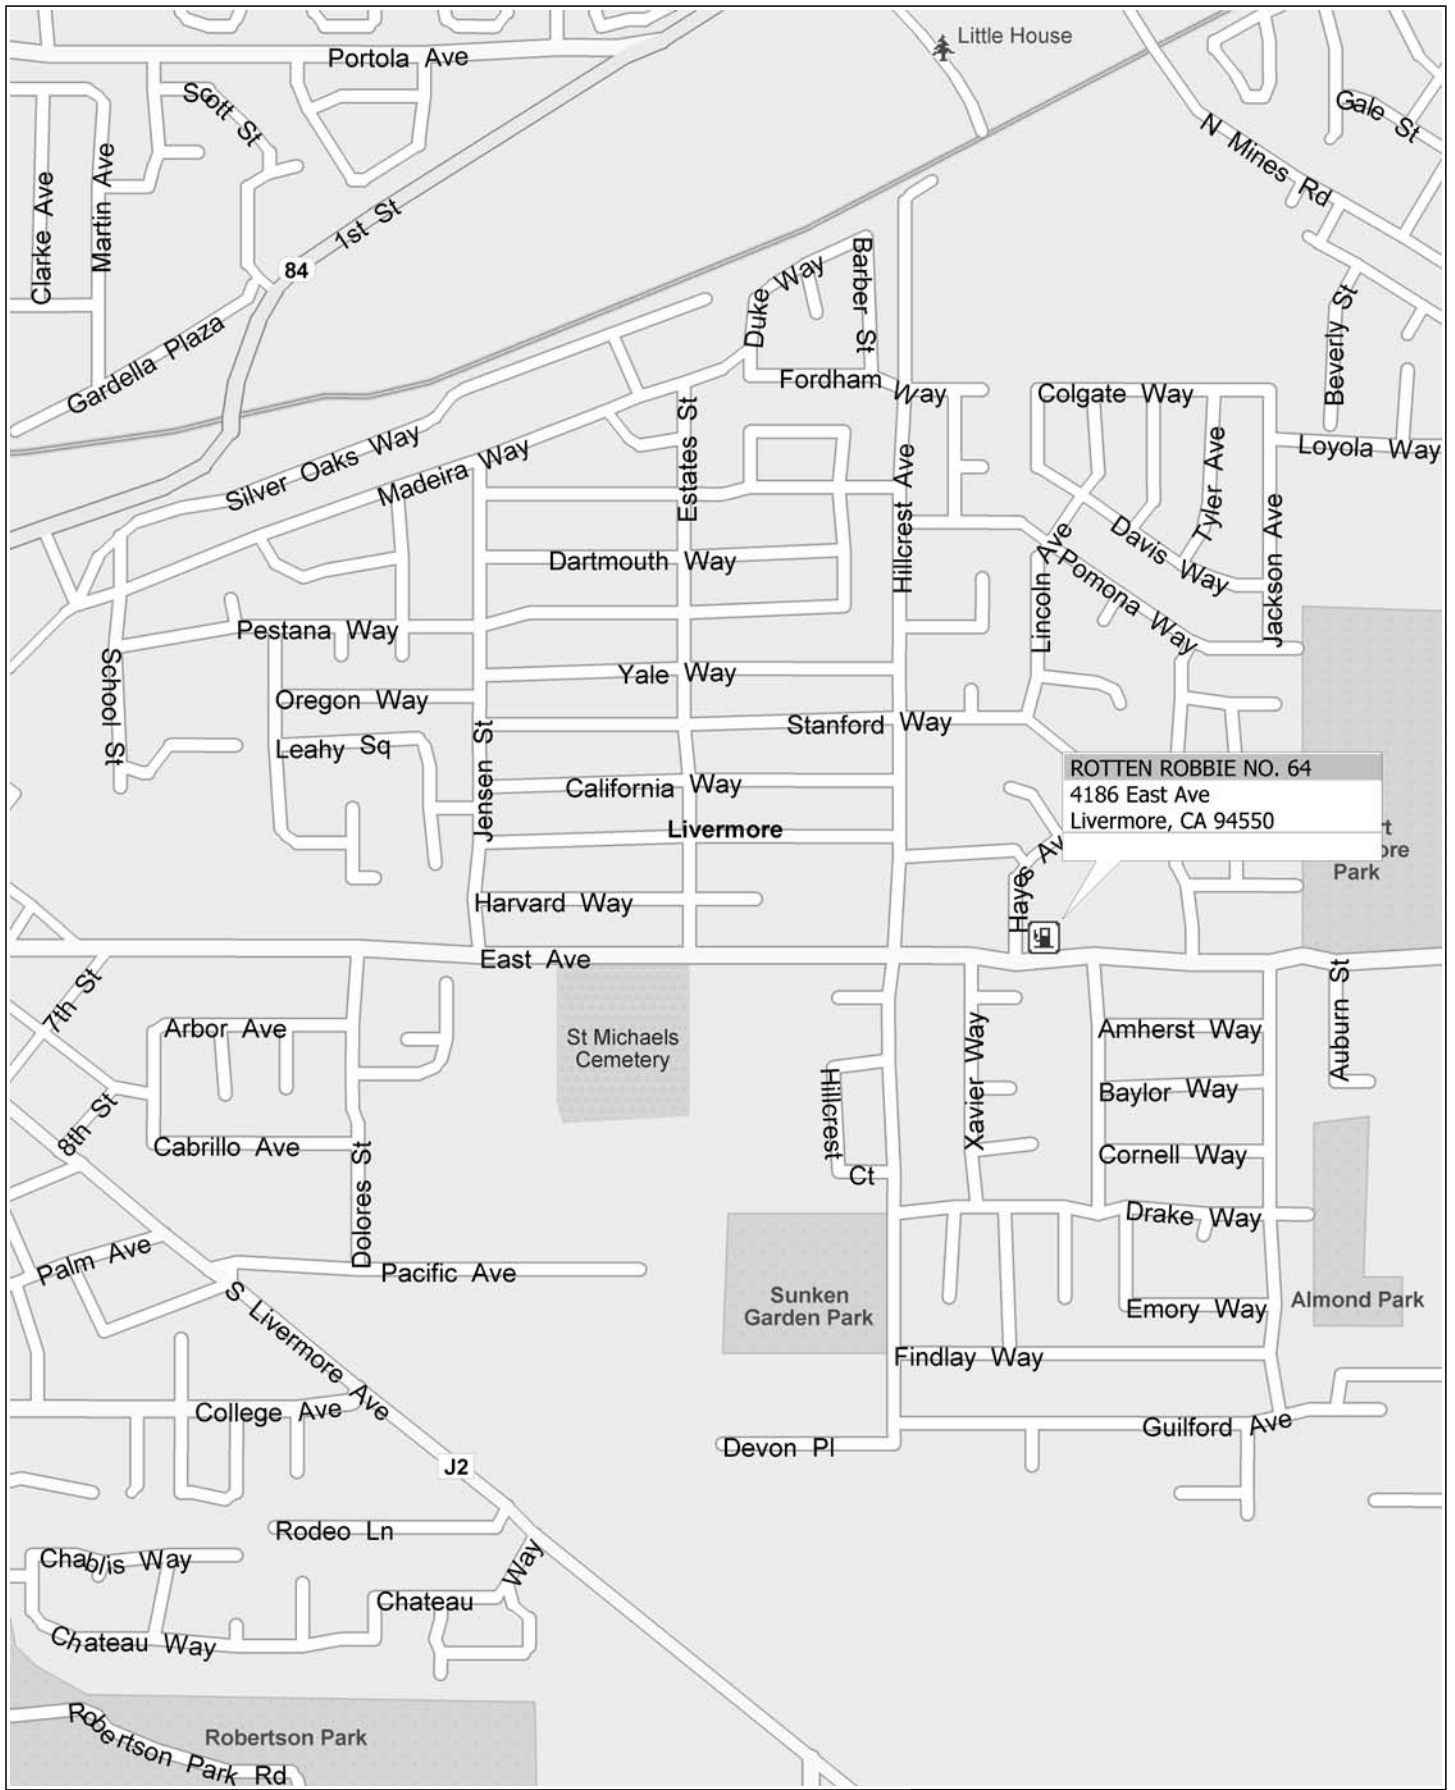 Little House
Portola Ave
Scott St
Gale St
N Mines Rd
Clarke Ave
Martin Ave
1st St
84
Barber St
Duke Way
Beverly St
Gardella Plaza
Fordham Way
Colgate Way
Estates St
Silver Oaks Way
Madeira Way
Loyola Way
Tyler Ave
Hillcrest Ave
Davis Way
Jackson Ave
Lincoln Ave
Dartmouth Way
Pomona Way
Pestana Way
School St
Yale Way
Oregon Way
Stanford Way
Leahy Sq
Jensen St
ROTTEN ROBBIE NO. 64
4186 East Ave
Livermore, CA 94550
California Way
Livermore
Park
Hayes Av
Harvard Way
East Ave
7th St
Auburn St
Arbor Ave
St Michaels
Cemetery
Xavier Way
Amherst Way
Hillcrest Ct
Baylor Way
8th St
Cabrillo Ave
Dolores St
Cornell Way
Drake Way
Palm Ave
Pacific Ave
S Livermore Ave
Sunken
Garden Park
Almond Park
Emory Way
Findlay Way
College Ave
Guilford Ave
Devon Pl
J2
Rodeo Ln
Chablis Way
Chateau Way
Chateau Way
Robertson Park Rd
Robertson Park